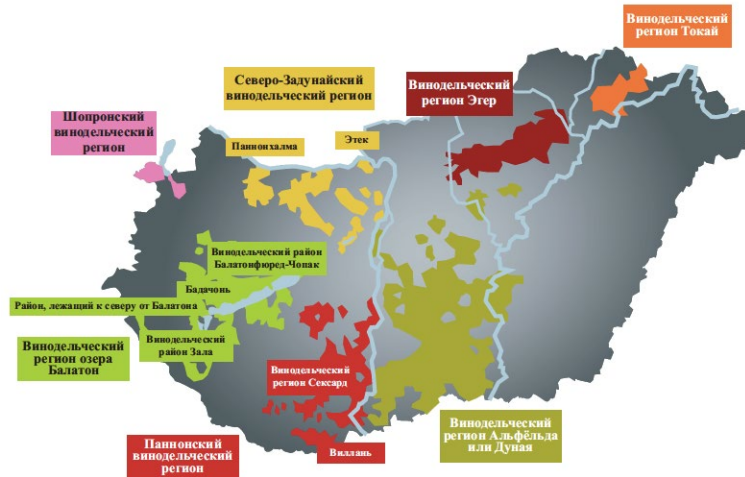 Винодельческий
регион Токай
Северо-Задунайский
винодельческий регион
Винодельческий
регион Эгер
Шопронский
винодельческий
регион
Этек
Паннонхалма
Винодельческий район
Балатонфюред-Чопак
Бадачонь
Район, лежащий к северу от Балатона
Винодельческий
район Зала
Винодельческий
регион озера
Балатон
Винодельческий
регион Сексард
Винодельческий
регион Альфёльда
или Дуная
Паннонский
винодельческий
регион
Виллань